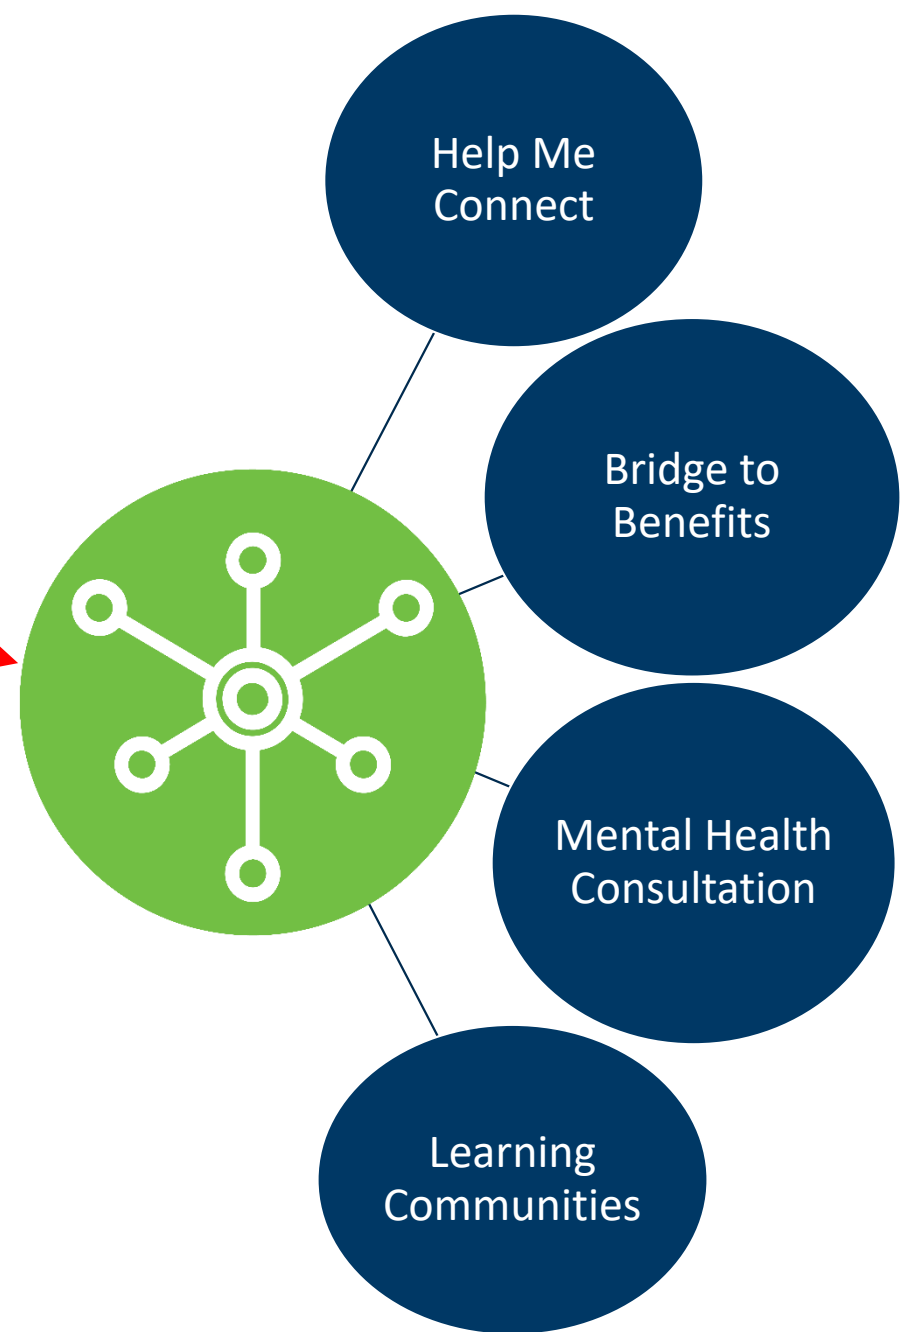 Help Me
Connect
Bridge to
Benefits
Mental Health
Consultation
Learning
Communities